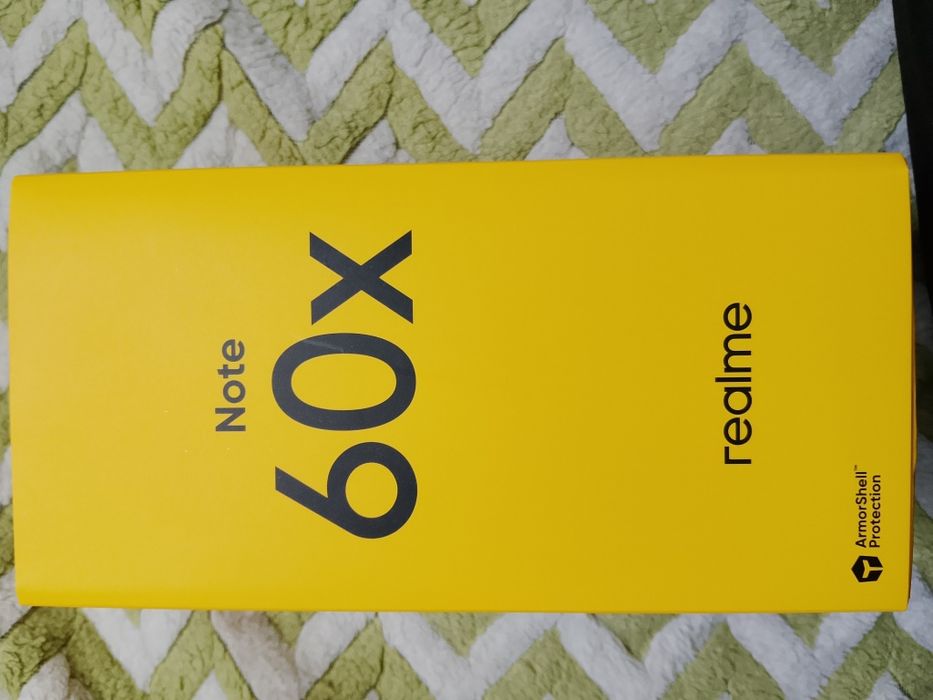 Note
60x
realme
ArmorShell™
Protection